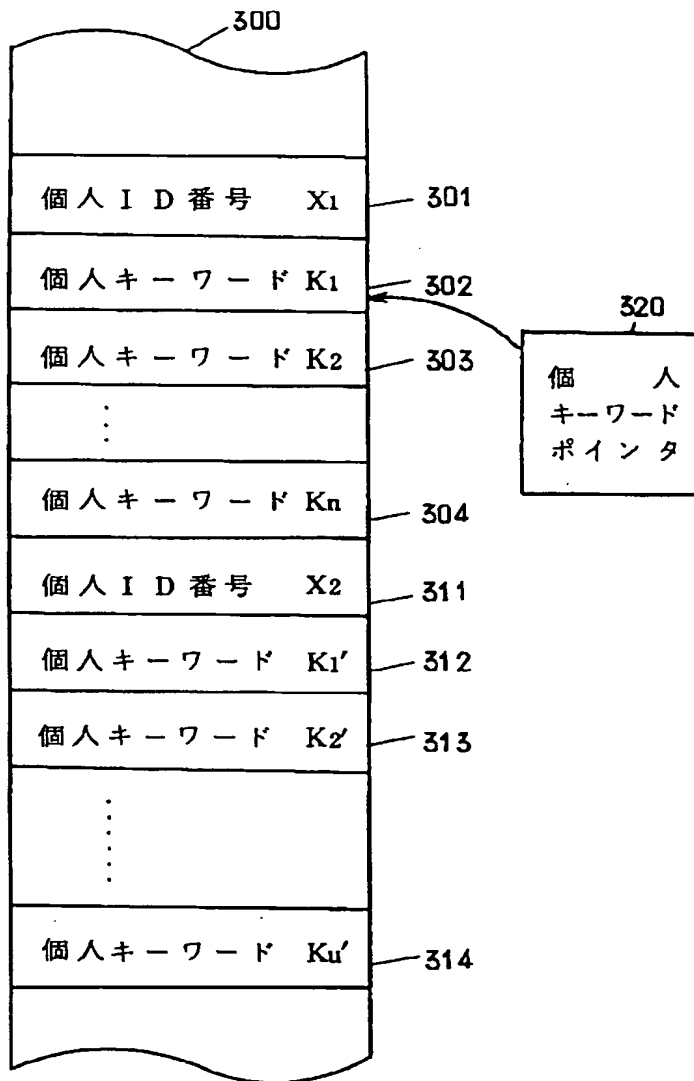 300
個人ID番号 X1
301
個人キーワード K1
302
個人キーワード K2
303
個人キーワード Kn
304
個人ID番号 X2
311
個人キーワード K1′
312
個人キーワード K2′
313
個人キーワード Ku′
314
320
個人
キーワード
ポインタ